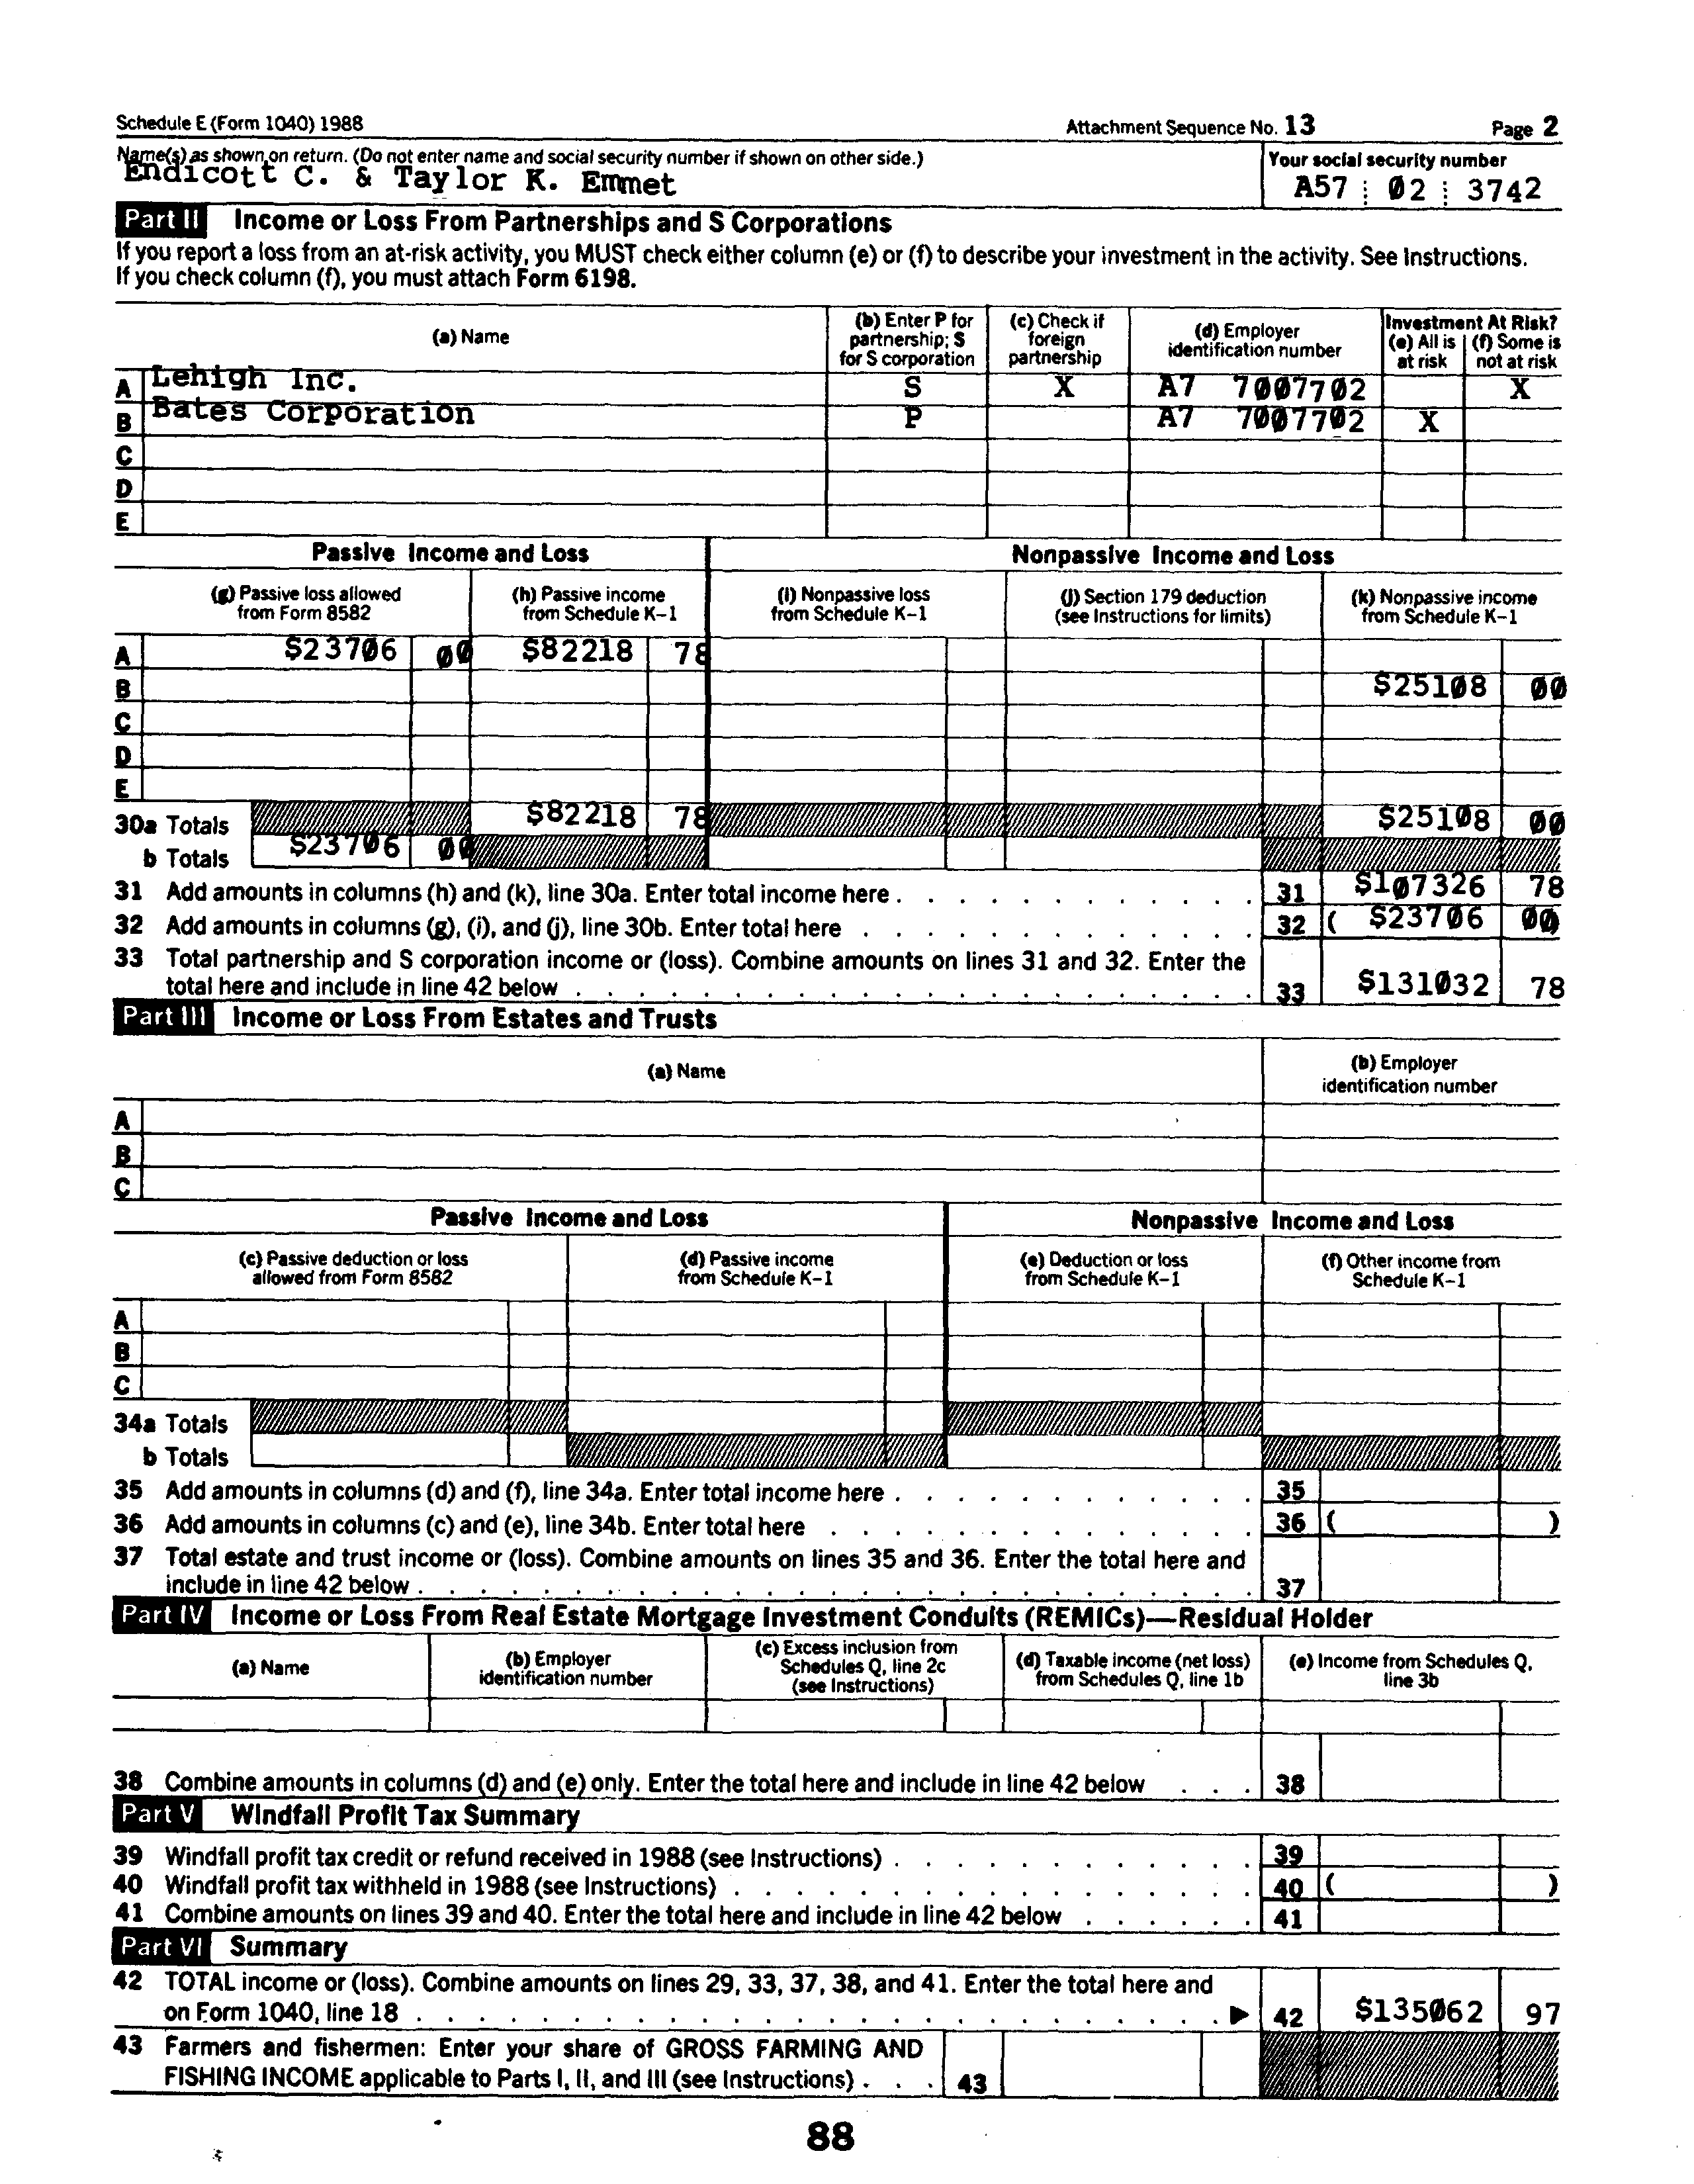 Schedule E (Form 1040) 1988 Attachment Sequence No. 13 Page 2
Name(s) as shown on return. (Do not enter name and social security number if shown on other side.) Your social security number
Endicott C. & Taylor K. Emmet A57 02 3742
Part II Income or Loss From Partnerships and S Corporations
If you report a loss from an at-risk activity, you MUST check either column (e) or (f) to describe your investment in the activity. See Instructions.
If you check column (f), you must attach Form 6198.
(a) Name (b) Enter P for partnership; S for S corporation (c) Check if foreign partnership (d) Employer identification number Investment At Risk? (e) All is at risk (f) Some is not at risk
A Lehigh Inc. S X A7 7007702 X
B Bates Corporation P A7 7007702 X
C
D
E
Passive Income and Loss Nonpassive Income and Loss
(g) Passive loss allowed from Form 8582 (h) Passive income from Schedule K-1 (i) Nonpassive loss from Schedule K-1 (j) Section 179 deduction (see Instructions for limits) (k) Nonpassive income from Schedule K-1
A $23706 00 $82218 78
B $25108 00
C
D
E
30a Totals $82218 78 $25108 00
b Totals $23706 00
31 Add amounts in columns (h) and (k), line 30a. Enter total income here . . . . . . . . . . . . 31 $107326 78
32 Add amounts in columns (g), (i), and (j), line 30b. Enter total here . . . . . . . . . . . . . 32 ( $23706 00)
33 Total partnership and S corporation income or (loss). Combine amounts on lines 31 and 32. Enter the
total here and include in line 42 below . . . . . . . . . . . . . . . . . . . . . . 33 $131032 78
Part III Income or Loss From Estates and Trusts
(a) Name (b) Employer identification number
A
B
C
Passive Income and Loss Nonpassive Income and Loss
(c) Passive deduction or loss allowed from Form 8582 (d) Passive income from Schedule K-1 (e) Deduction or loss from Schedule K-1 (f) Other income from Schedule K-1
A
B
C
34a Totals
b Totals
35 Add amounts in columns (d) and (f), line 34a. Enter total income here . . . . . . . . . . . . 35
36 Add amounts in columns (c) and (e), line 34b. Enter total here . . . . . . . . . . . . . . 36 ( )
37 Total estate and trust income or (loss). Combine amounts on lines 35 and 36. Enter the total here and
include in line 42 below . . . . . . . . . . . . . . . . . . . . . . . . . . . 37
Part IV Income or Loss From Real Estate Mortgage Investment Conduits (REMICs)—Residual Holder
(a) Name (b) Employer identification number (c) Excess inclusion from Schedules Q, line 2c (see Instructions) (d) Taxable income (net loss) from Schedules Q, line 1b (e) Income from Schedules Q, line 3b
38 Combine amounts in columns (d) and (e) only. Enter the total here and include in line 42 below . . . 38
Part V Windfall Profit Tax Summary
39 Windfall profit tax credit or refund received in 1988 (see Instructions) . . . . . . . . . . . . 39
40 Windfall profit tax withheld in 1988 (see Instructions) . . . . . . . . . . . . . . . . . 40 ( )
41 Combine amounts on lines 39 and 40. Enter the total here and include in line 42 below . . . . . . 41
Part VI Summary
42 TOTAL income or (loss). Combine amounts on lines 29, 33, 37, 38, and 41. Enter the total here and
on Form 1040, line 18 . . . . . . . . . . . . . . . . . . . . . . . . . . ▶ 42 $135062 97
43 Farmers and fishermen: Enter your share of GROSS FARMING AND
FISHING INCOME applicable to Parts I, II, and III (see Instructions) . . . 43
88